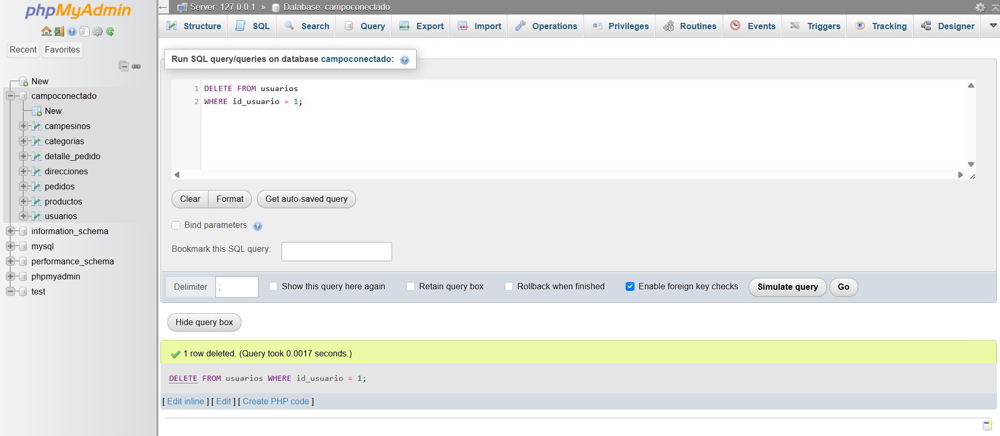 phpMyAdmin
Recent
Favorites
New
campoconectado
New
campesinos
categorias
detalle_pedido
direcciones
pedidos
productos
usuarios
information_schema
mysql
performance_schema
phpmyadmin
test
Server: 127.0.0.1 » Database: campoconectado
Structure SQL Search Query Export Import Operations Privileges Routines Events Triggers Tracking Designer
Run SQL query/queries on database campoconectado:
1 DELETE FROM usuarios
2 WHERE id_usuario = 1;
Clear Format Get auto-saved query
Bind parameters
Bookmark this SQL query:
Delimiter ; Show this query here again Retain query box Rollback when finished Enable foreign key checks Simulate query Go
Hide query box
1 row deleted. (Query took 0.0017 seconds.)
DELETE FROM usuarios WHERE id_usuario = 1;
[ Edit inline ] [ Edit ] [ Create PHP code ]